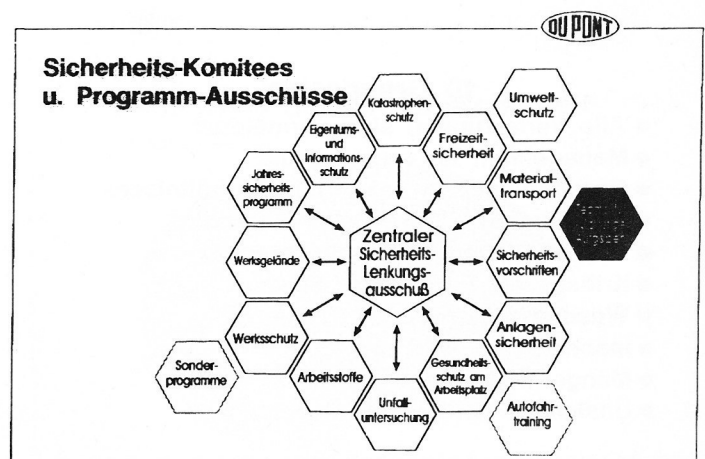 DU PONT
Sicherheits-Komitees
u. Programm-Ausschüsse
Katastrophen-
schutz
Umwelt-
schutz
Eigentums-
und
Informations-
schutz
Freizeit-
sicherheit
Jahres-
sicherheits-
programm
Material-
transport
Zentraler
Sicherheits-
Lenkungs-
ausschuß
Werksgelände
Sicherheits-
vorschriften
Werksschutz
Anlagen-
sicherheit
Sonder-
programme
Arbeitsstoffe
Unfall-
untersuchung
Gesundheits-
schutz am
Arbeitsplatz
Autofahr-
training